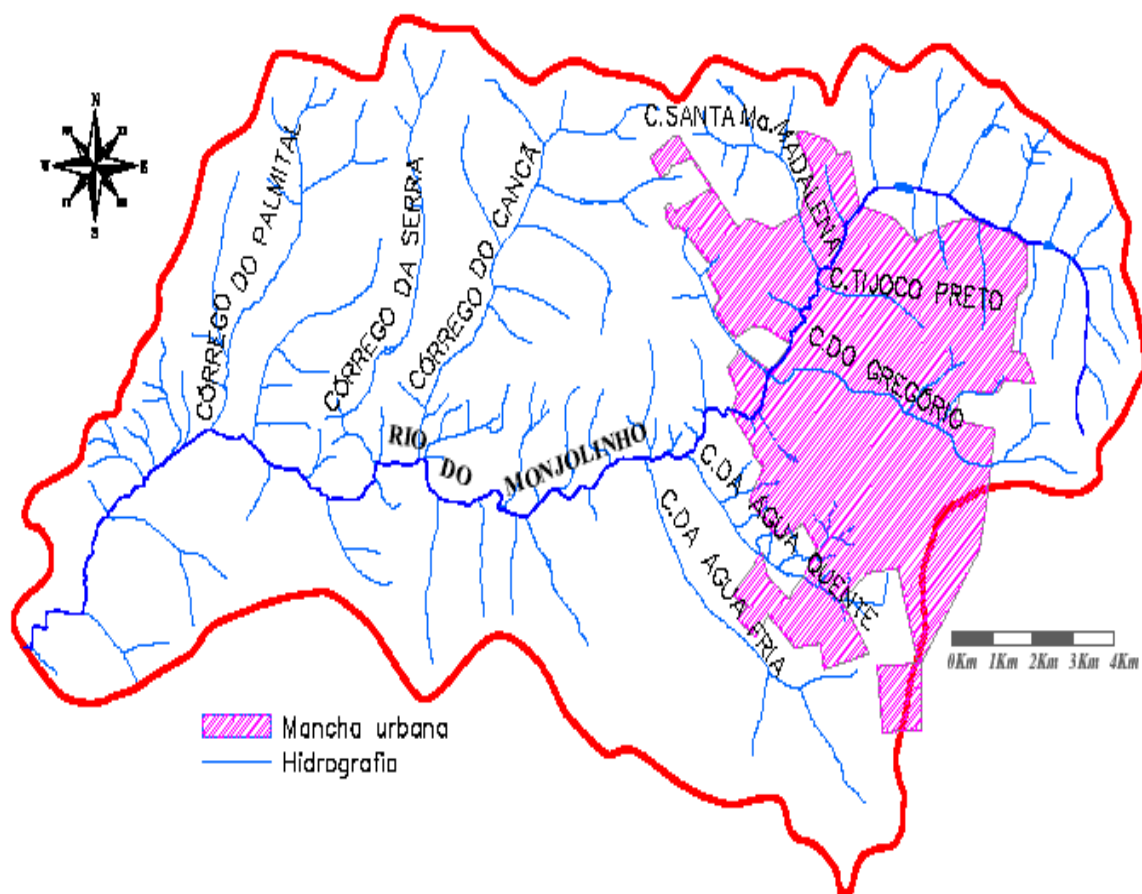 N
E
S
W
C.SANTA Ma.MADALENA
CÓRREGO DO PALMITAL
CÓRREGO DA SERRA
CÓRREGO DO CANCÃ
C.TIJOCO PRETO
C.DO GREGÓRIO
RIO
DO
MONJOLINHO
C.DA ÁGUA QUENTE
C.DA ÁGUA FRIA
0Km 1Km 2Km 3Km 4Km
Mancha urbana
Hidrografia